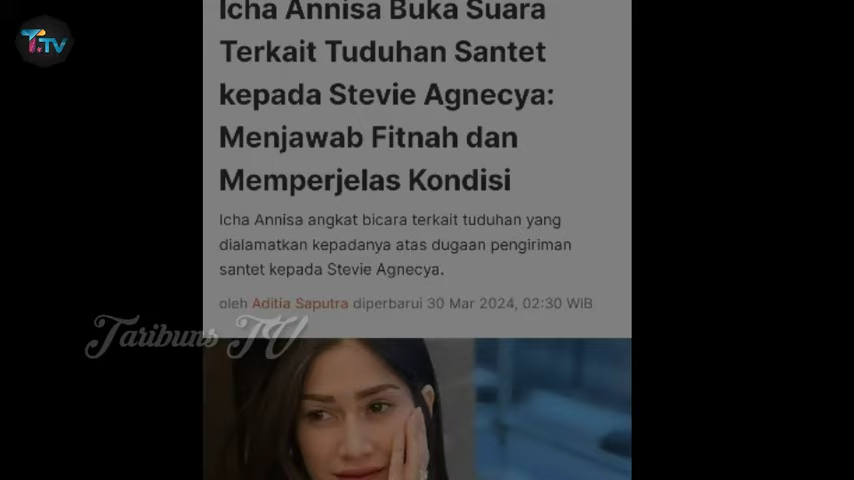 T.TV
Icha Annisa Buka Suara
Terkait Tuduhan Santet
kepada Stevie Agnecya:
Menjawab Fitnah dan
Memperjelas Kondisi
Icha Annisa angkat bicara terkait tuduhan yang
dialamatkan kepadanya atas dugaan pengiriman
santet kepada Stevie Agnecya.
oleh Aditia Saputra diperbarui 30 Mar 2024, 02:30 WIB
Taribuns TV